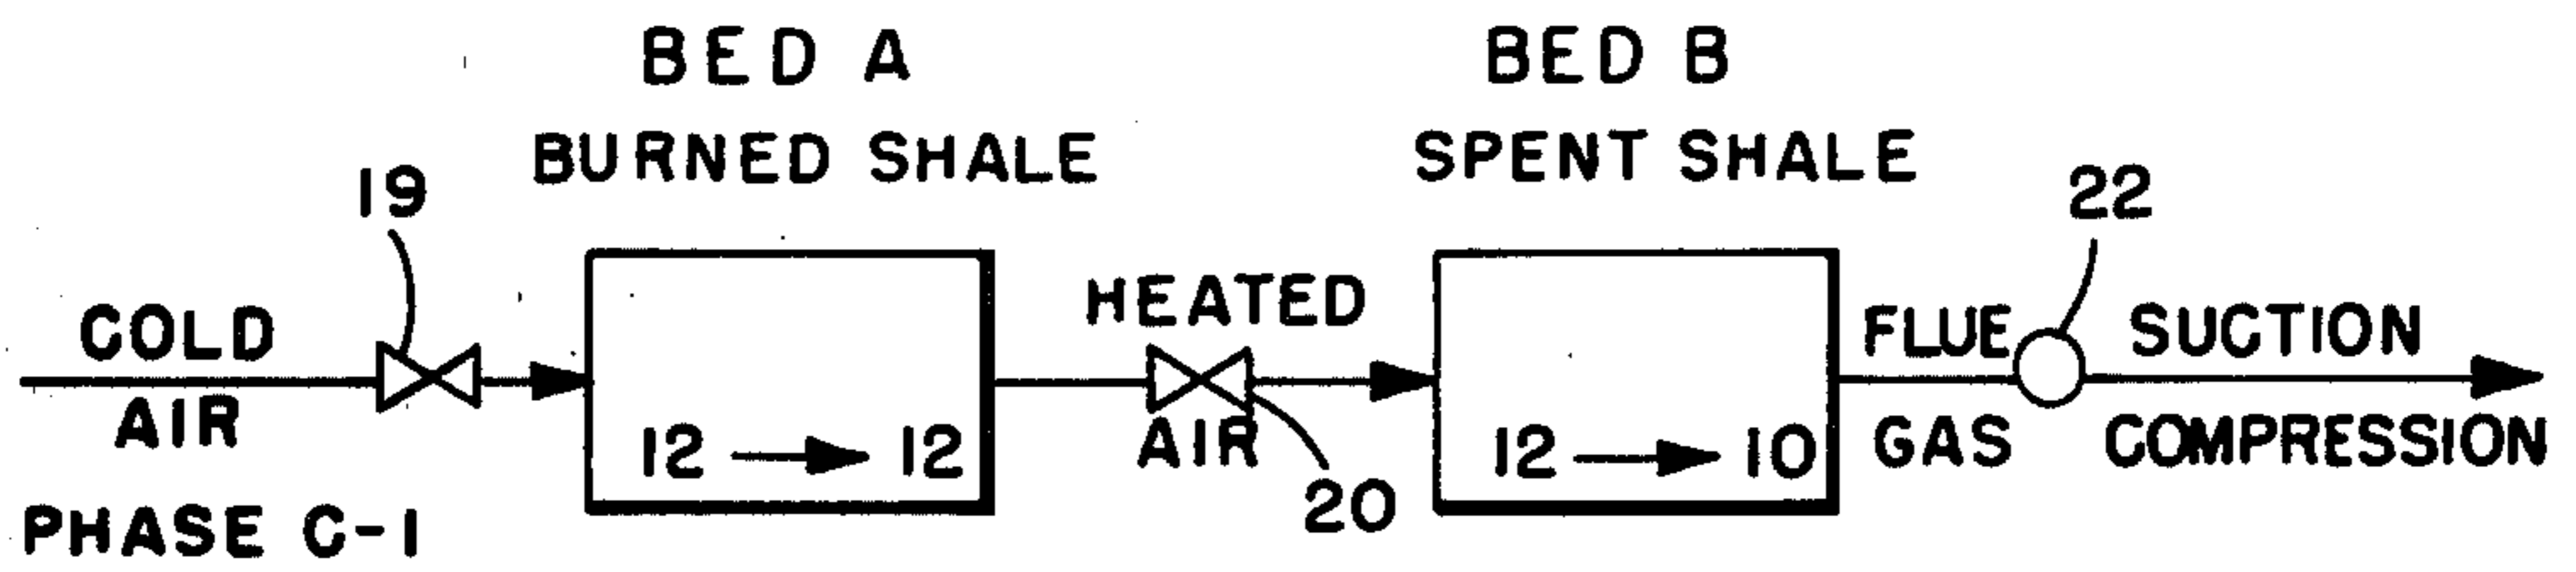 BED A
BURNED SHALE
BED B
SPENT SHALE
19
22
COLD
AIR
HEATED
AIR
20
FLUE
GAS
SUCTION
COMPRESSION
12 → 12
12 → 10
PHASE C-1